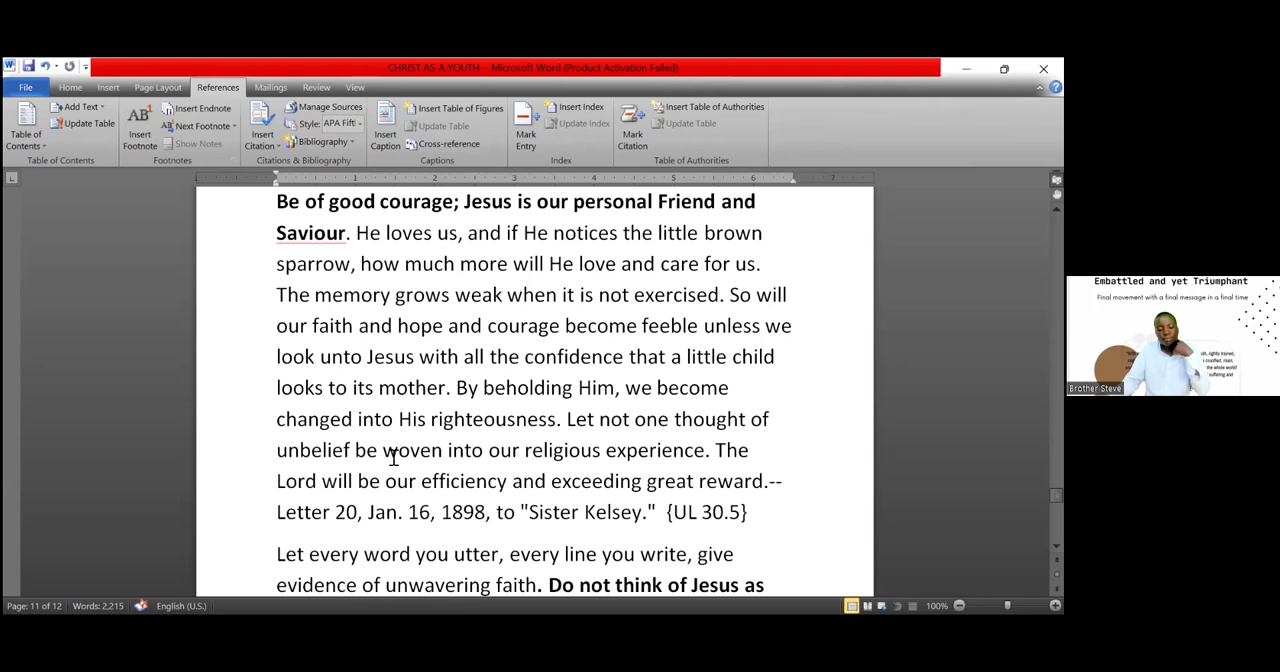 CHRIST AS A YOUTH - Microsoft Word (Product Activation Failed)
File Home Insert Page Layout References Mailings Review View
Table of Contents
Add Text
Update Table
Table of Contents
AB1 Insert Footnote
Insert Endnote
Next Footnote
Show Notes
Footnotes
Insert Citation
Manage Sources
Style: APA Fift
Bibliography
Citations & Bibliography
Insert Caption
Insert Table of Figures
Update Table
Cross-reference
Captions
Mark Entry
Insert Index
Update Index
Index
Mark Citation
Insert Table of Authorities
Update Table
Table of Authorities
1 2 3 4 5 6 7
Be of good courage; Jesus is our personal Friend and
Saviour. He loves us, and if He notices the little brown
sparrow, how much more will He love and care for us.
The memory grows weak when it is not exercised. So will
our faith and hope and courage become feeble unless we
look unto Jesus with all the confidence that a little child
looks to its mother. By beholding Him, we become
changed into His righteousness. Let not one thought of
unbelief be woven into our religious experience. The
Lord will be our efficiency and exceeding great reward.--
Letter 20, Jan. 16, 1898, to "Sister Kelsey." {UL 30.5}
Let every word you utter, every line you write, give
evidence of unwavering faith. Do not think of Jesus as
Page: 11 of 12 Words: 2,215 English (U.S.) 100%
Embattled and yet Triumphant
Final movement with a final message in a final time
Brother Steve